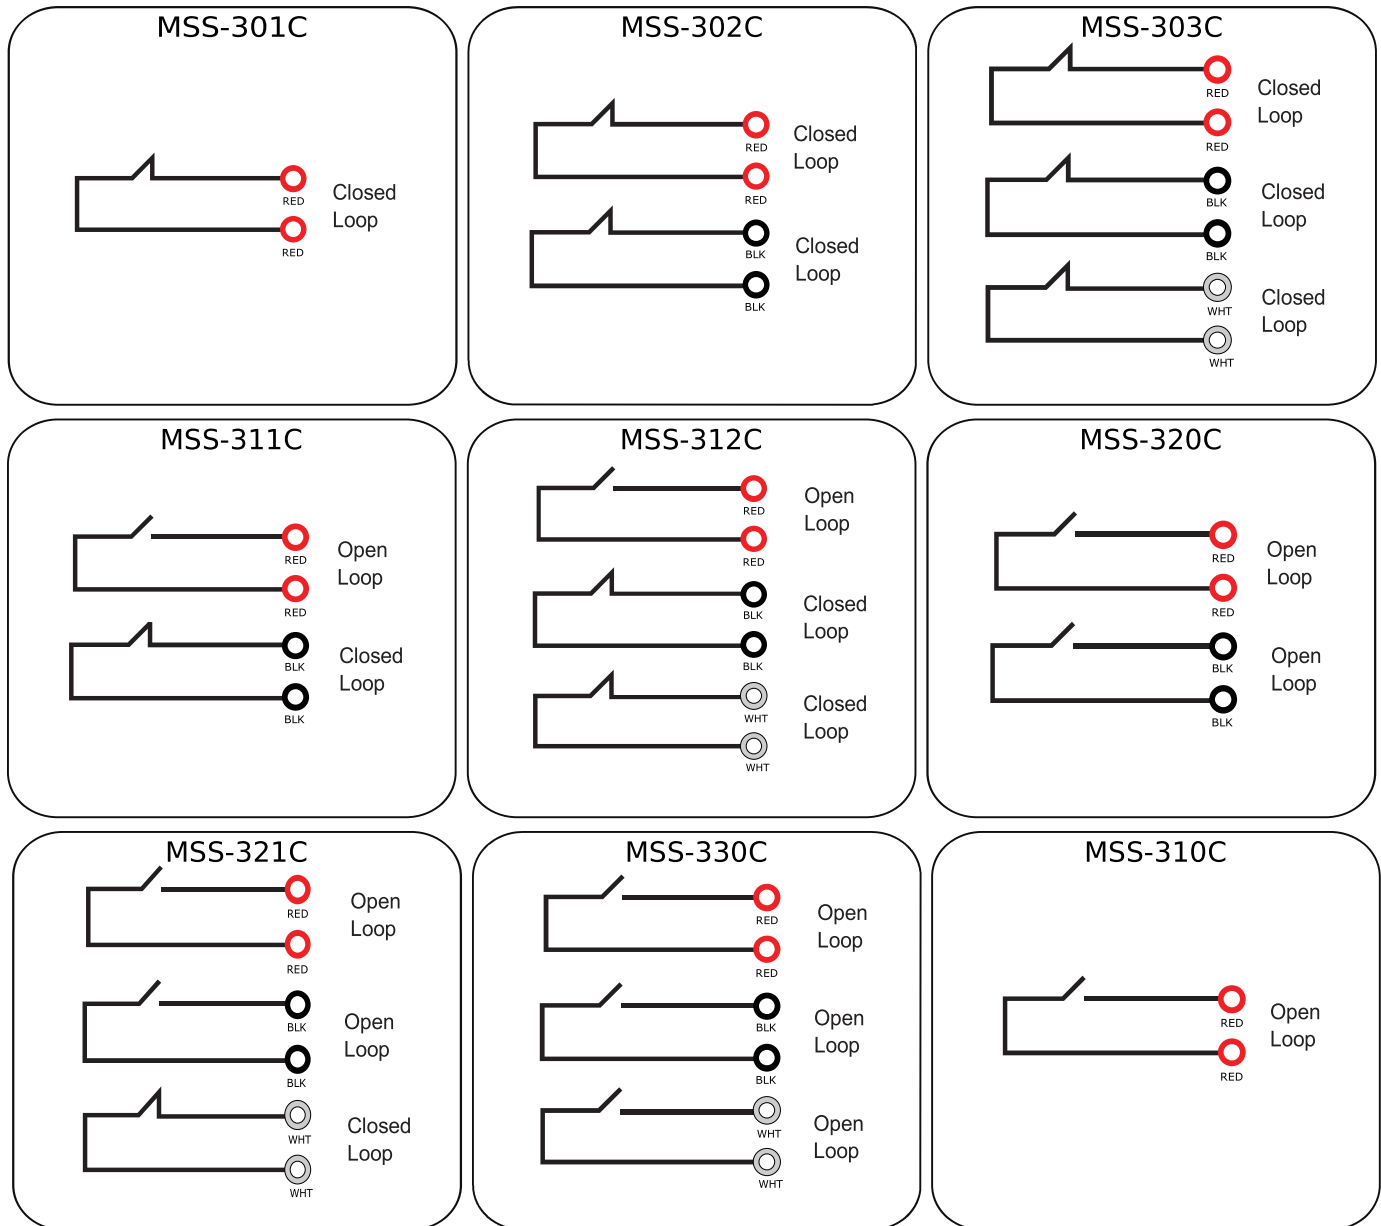 MSS-301C
RED
RED
Closed
Loop
MSS-302C
RED
RED
Closed
Loop
BLK
BLK
Closed
Loop
MSS-303C
RED
RED
Closed
Loop
BLK
BLK
Closed
Loop
WHT
WHT
Closed
Loop
MSS-311C
RED
RED
Open
Loop
BLK
BLK
Closed
Loop
MSS-312C
RED
RED
Open
Loop
BLK
BLK
Closed
Loop
WHT
WHT
Closed
Loop
MSS-320C
RED
RED
Open
Loop
BLK
BLK
Open
Loop
MSS-321C
RED
RED
Open
Loop
BLK
BLK
Open
Loop
WHT
WHT
Closed
Loop
MSS-330C
RED
RED
Open
Loop
BLK
BLK
Open
Loop
WHT
WHT
Open
Loop
MSS-310C
RED
RED
Open
Loop